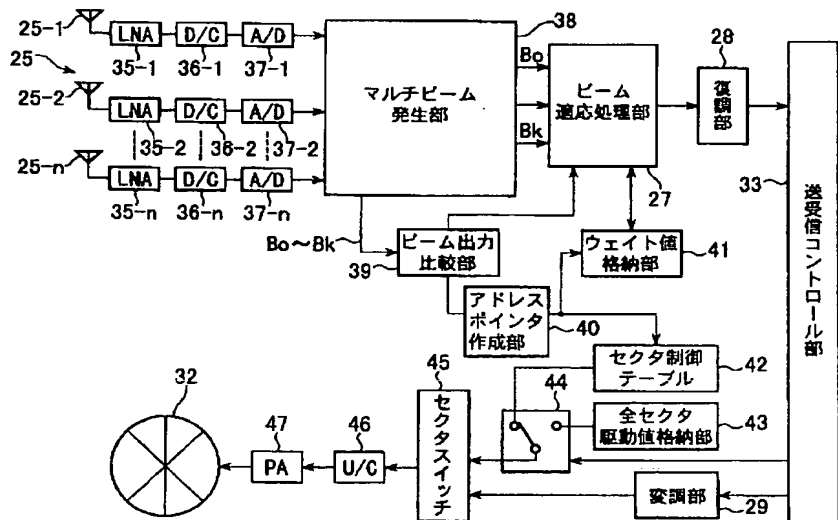 25-1
LNA
D/C
A/D
35-1
36-1
37-1
25
25-2
LNA
D/C
A/D
35-2
36-2
37-2
25-n
LNA
D/C
A/D
35-n
36-n
37-n
38
マルチビーム
発生部
Bo
Bk
ビーム
適応処理部
27
28
復調部
33
送受信コントロール部
Bo~Bk
39
ビーム出力
比較部
ウェイト値
格納部
41
アドレス
ポインタ
作成部
40
セクタ制御
テーブル
42
全セクタ
駆動値格納部
43
44
45
セクタスイッチ
46
U/C
47
PA
32
変調部
29